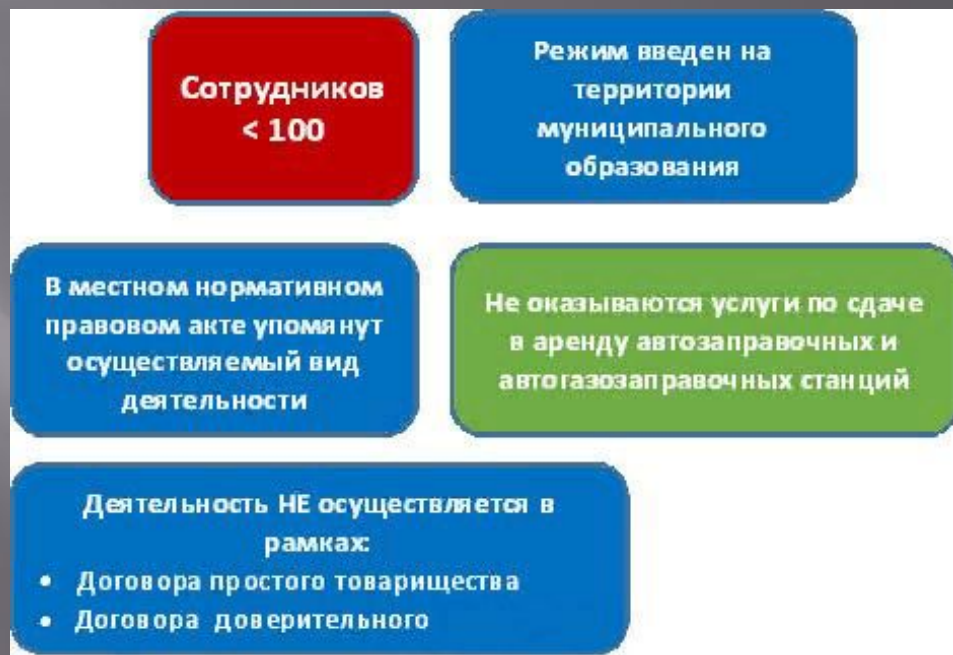 Сотрудников
< 100
Режим введен на
территории
муниципального
образования
В местном нормативном
правовом акте упомянут
осуществляемый вид
деятельности
Не оказываются услуги по сдаче
в аренду автозаправочных и
автогазозаправочных станций
Деятельность НЕ осуществляется в
рамках:
• Договора простого товарищества
• Договора доверительного